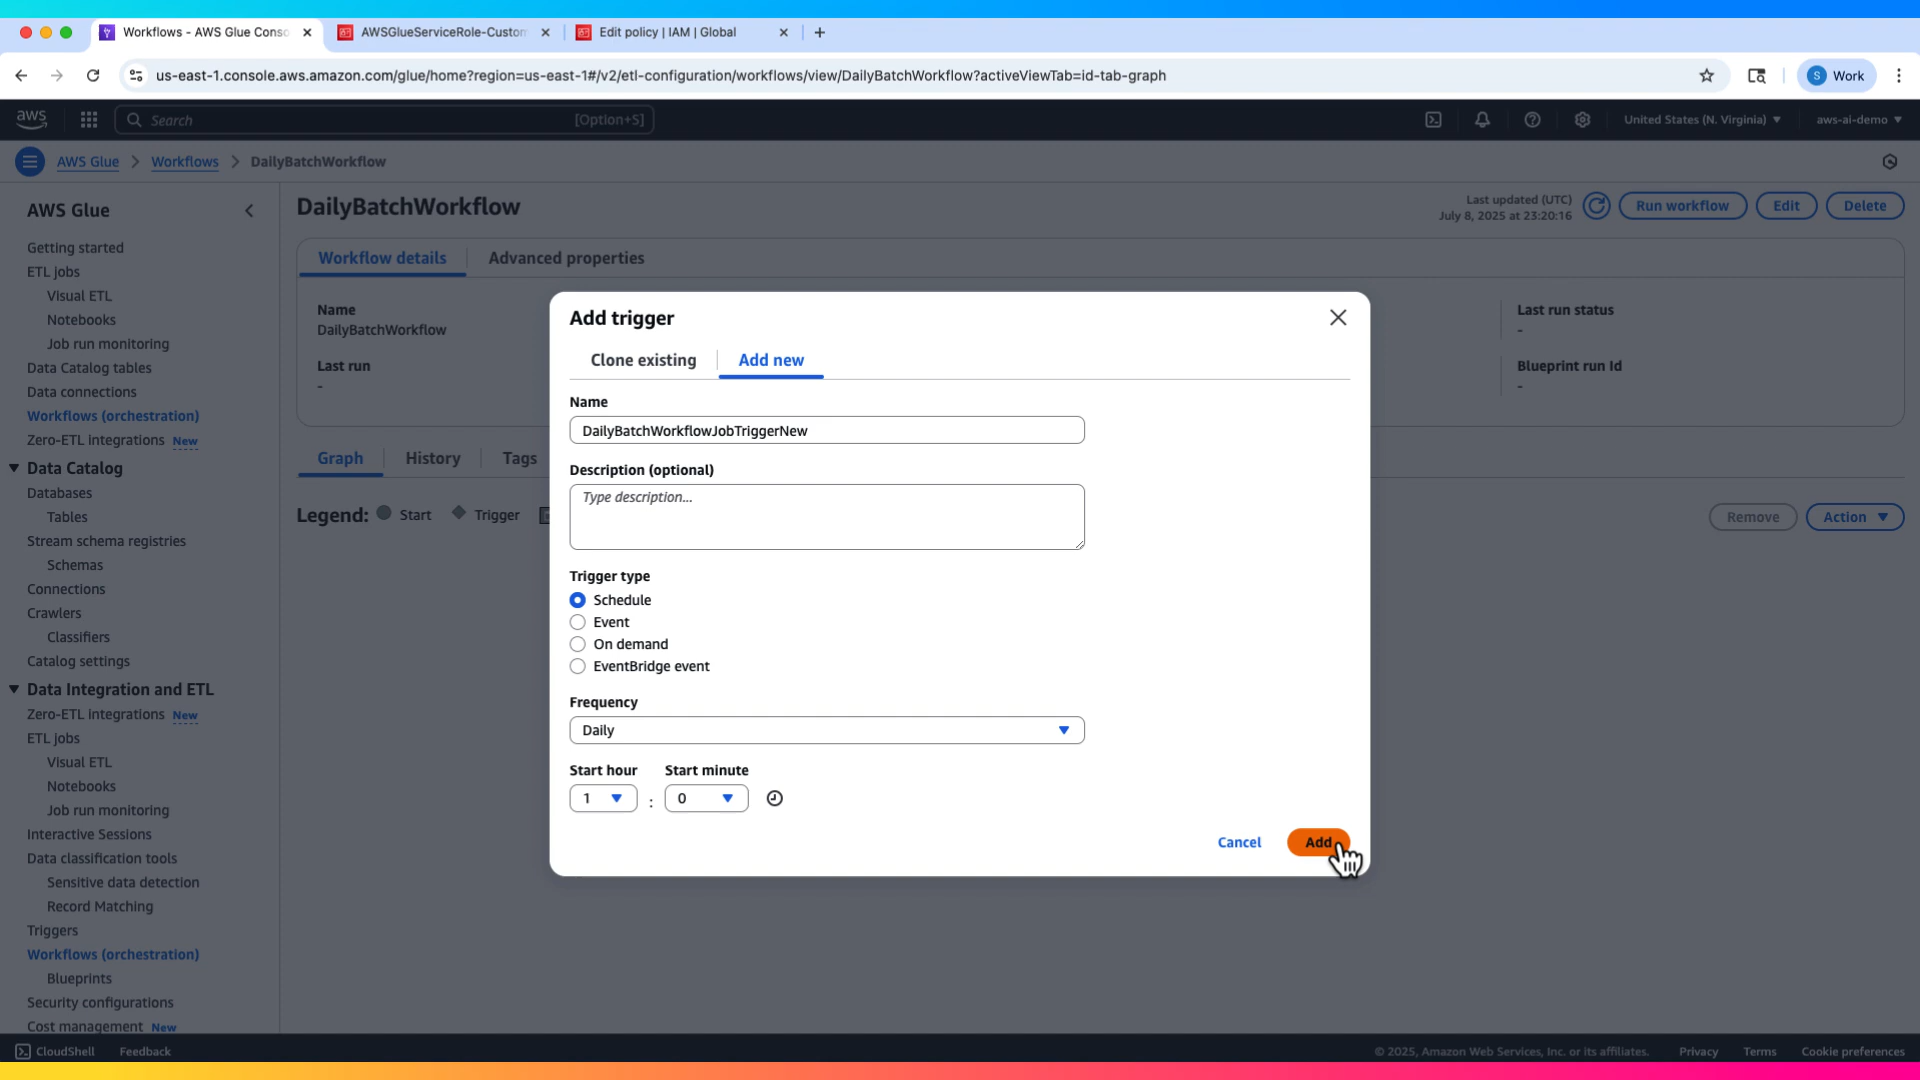 Workflows - AWS Glue Conso
AWSGlueServiceRole-Custom
Edit policy | IAM | Global
us-east-1.console.aws.amazon.com/glue/home?region=us-east-1#/v2/etl-configuration/workflows/view/DailyBatchWorkflow?activeViewTab=id-tab-graph
S Work
aws
Search
[Option+S]
United States (N. Virginia)
aws-ai-demo
AWS Glue
Workflows
DailyBatchWorkflow
AWS Glue
Getting started
ETL jobs
Visual ETL
Notebooks
Job run monitoring
Data Catalog tables
Data connections
Workflows (orchestration)
Zero-ETL integrations New
Data Catalog
Databases
Tables
Stream schema registries
Schemas
Connections
Crawlers
Classifiers
Catalog settings
Data Integration and ETL
Zero-ETL integrations New
ETL jobs
Visual ETL
Notebooks
Job run monitoring
Interactive Sessions
Data classification tools
Sensitive data detection
Record Matching
Triggers
Workflows (orchestration)
Blueprints
Security configurations
Cost management New
DailyBatchWorkflow
Last updated (UTC)
July 8, 2025 at 23:20:16
Run workflow
Edit
Delete
Workflow details
Advanced properties
Name
DailyBatchWorkflow
Last run
-
Last run status
-
Blueprint run Id
-
Graph
History
Tags
Legend:
Start
Trigger
Remove
Action
Add trigger
Clone existing
Add new
Name
DailyBatchWorkflowJobTriggerNew
Description (optional)
Type description...
Trigger type
Schedule
Event
On demand
EventBridge event
Frequency
Daily
Start hour
Start minute
1 : 0
Cancel
Add
CloudShell
Feedback
© 2025, Amazon Web Services, Inc. or its affiliates.
Privacy
Terms
Cookie preferences